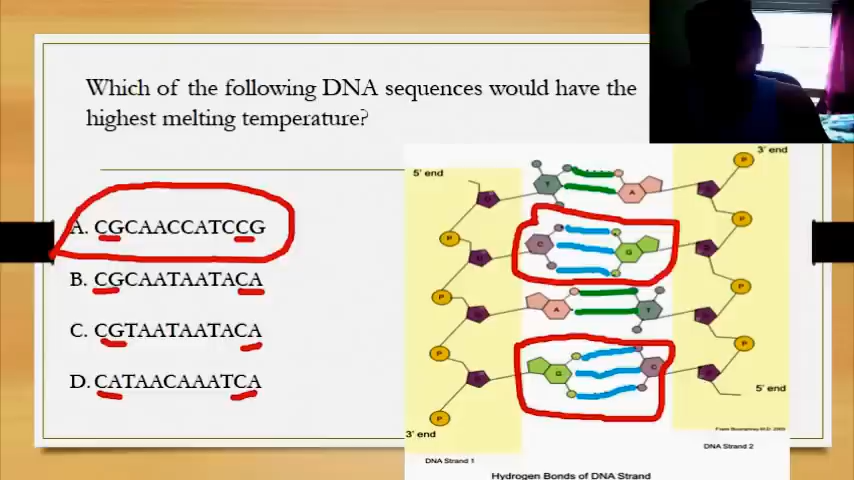 Which of the following DNA sequences would have the
highest melting temperature?
A. CGCAACCATCCG
B. CGCAATAATACA
C. CGTAATAATACA
D. CATAACAAATCA
5' end
3' end
T
A
P
P
C
G
P
P
A
T
P
P
G
C
P
P
3' end
5' end
DNA Strand 1
DNA Strand 2
Hydrogen Bonds of DNA Strand